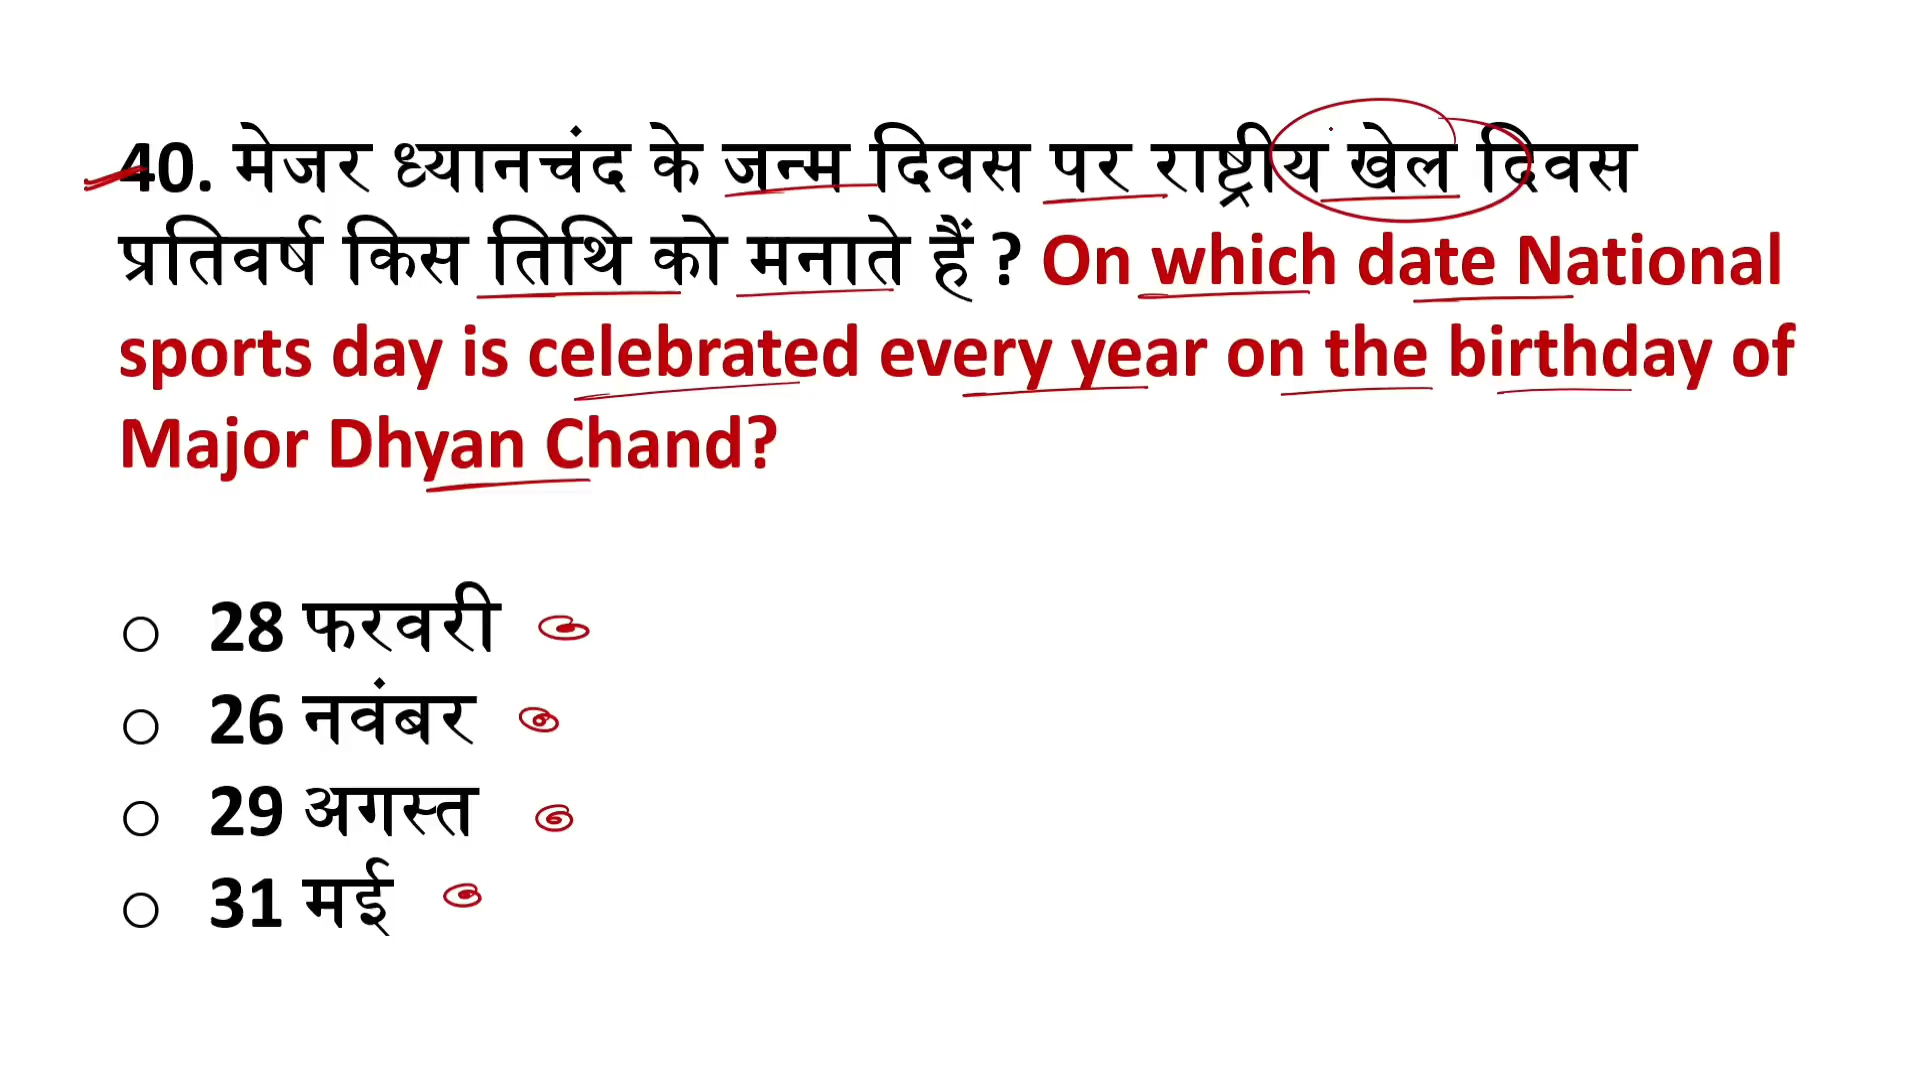 40. मेजर ध्यानचंद के जन्म दिवस पर राष्ट्रीय खेल दिवस
प्रतिवर्ष किस तिथि को मनाते हैं ? On which date National
sports day is celebrated every year on the birthday of
Major Dhyan Chand?
○ 28 फरवरी
○ 26 नवंबर
○ 29 अगस्त
○ 31 मई